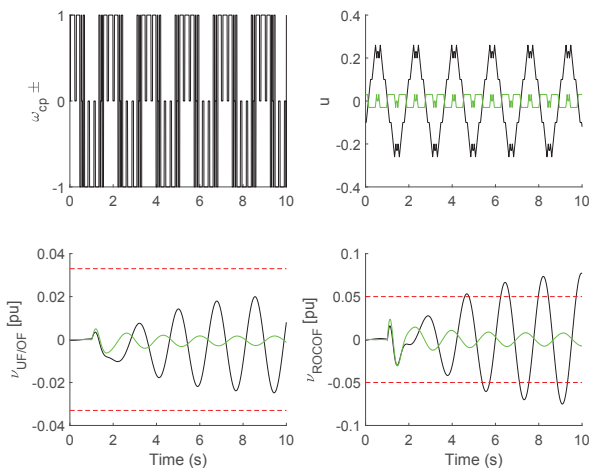 1
0
-1
ω_cp ±
0 2 4 6 8 10
0.4
0.2
0
-0.2
-0.4
u
0 2 4 6 8 10
0.04
0.02
0
-0.02
-0.04
ν_UF/OF [pu]
0 2 4 6 8 10
Time (s)
0.1
0.05
0
-0.05
-0.1
ν_ROCOF [pu]
0 2 4 6 8 10
Time (s)